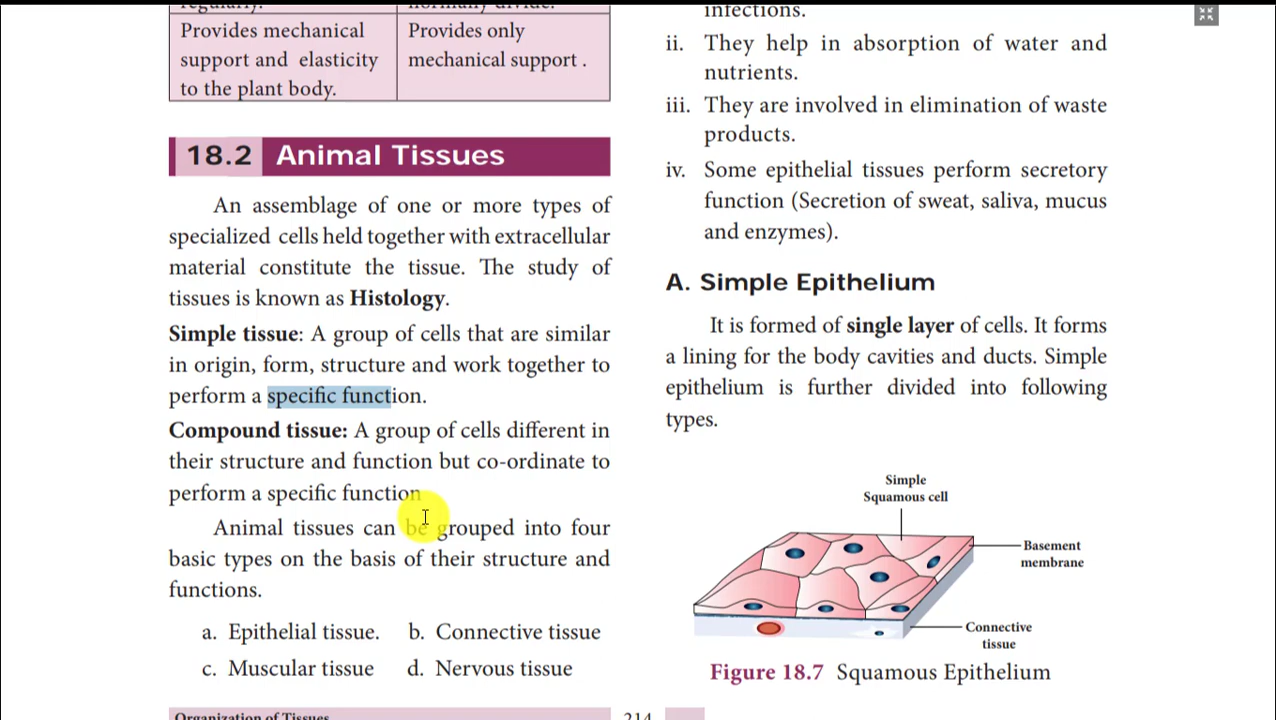 regularly.
normally divide.
Provides mechanical
support and elasticity
to the plant body.
Provides only
mechanical support .
18.2 Animal Tissues
An assemblage of one or more types of
specialized cells held together with extracellular
material constitute the tissue. The study of
tissues is known as Histology.
Simple tissue: A group of cells that are similar
in origin, form, structure and work together to
perform a specific function.
Compound tissue: A group of cells different in
their structure and function but co-ordinate to
perform a specific function
Animal tissues can be grouped into four
basic types on the basis of their structure and
functions.
a. Epithelial tissue. b. Connective tissue
c. Muscular tissue d. Nervous tissue
Organization of Tissues
214
infections.
ii. They help in absorption of water and
nutrients.
iii. They are involved in elimination of waste
products.
iv. Some epithelial tissues perform secretory
function (Secretion of sweat, saliva, mucus
and enzymes).
A. Simple Epithelium
It is formed of single layer of cells. It forms
a lining for the body cavities and ducts. Simple
epithelium is further divided into following
types.
Simple
Squamous cell
Basement
membrane
Connective
tissue
Figure 18.7 Squamous Epithelium